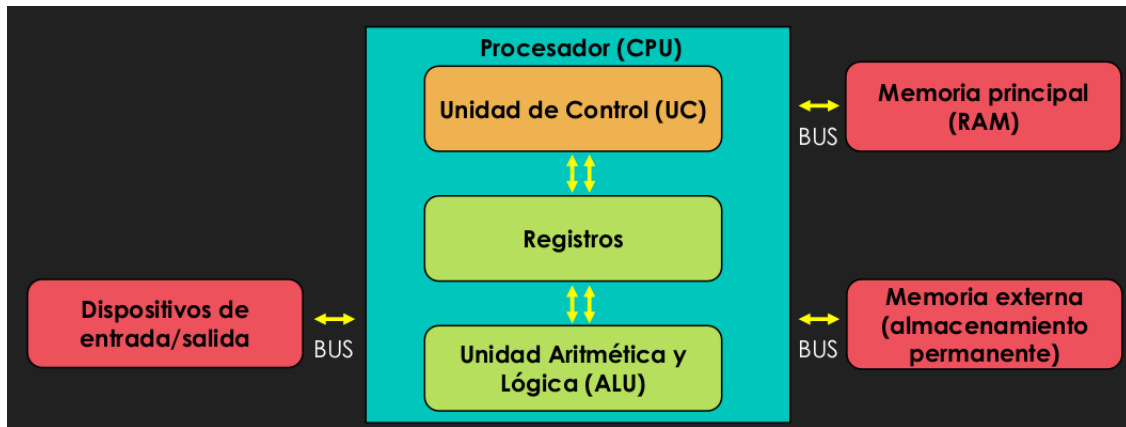 Procesador (CPU)
Unidad de Control (UC)
Registros
Unidad Aritmética y
Lógica (ALU)
Dispositivos de
entrada/salida
BUS
BUS
Memoria principal
(RAM)
BUS
Memoria externa
(almacenamiento
permanente)